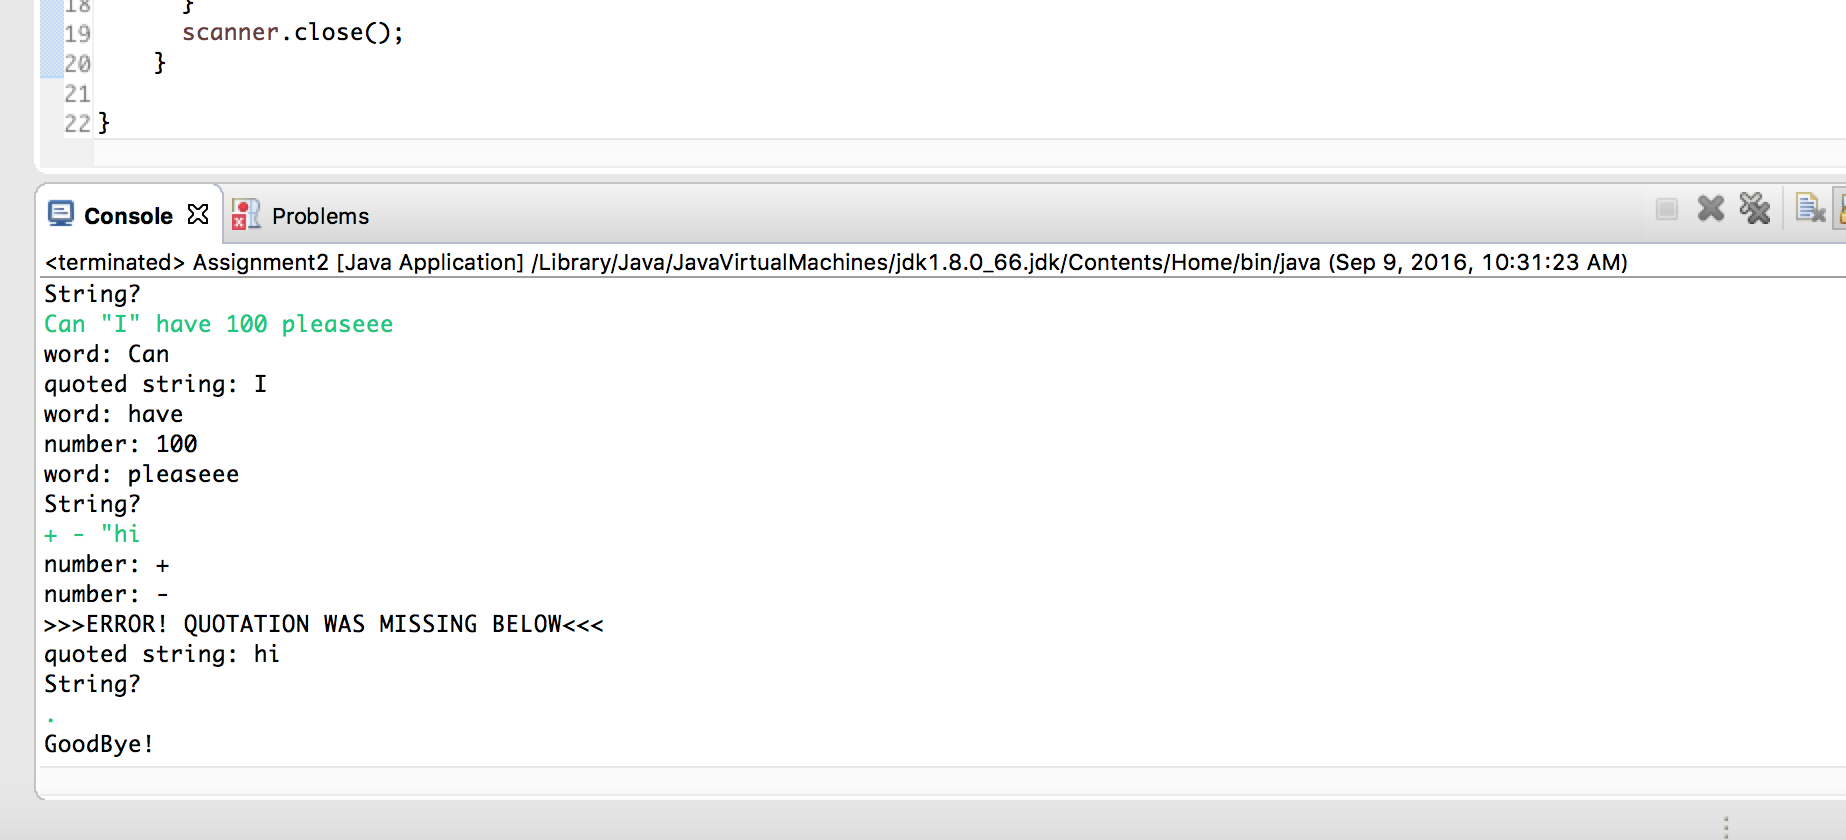 18 }
19 scanner.close();
20 }
21
22 }
Console Problems
<terminated> Assignment2 [Java Application] /Library/Java/JavaVirtualMachines/jdk1.8.0_66.jdk/Contents/Home/bin/java (Sep 9, 2016, 10:31:23 AM)
String?
Can "I" have 100 pleaseee
word: Can
quoted string: I
word: have
number: 100
word: pleaseee
String?
+ - "hi
number: +
number: -
>>>ERROR! QUOTATION WAS MISSING BELOW<<<
quoted string: hi
String?
.
GoodBye!